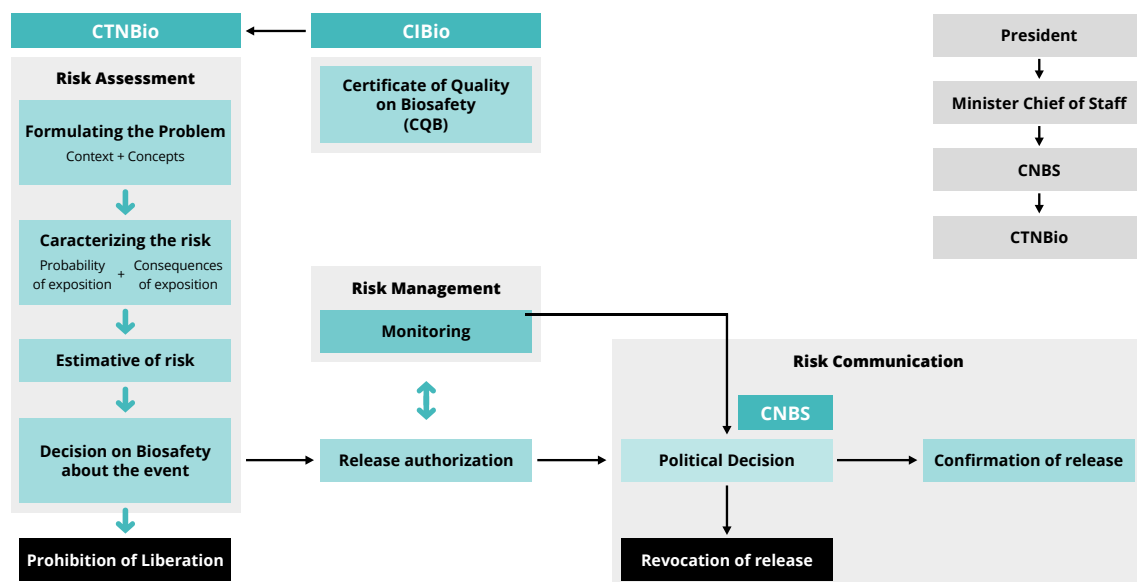 CTNBio
CIBio
Risk Assessment
Formulating the Problem
Context + Concepts
Caracterizing the risk
Probability
of exposition
+
Consequences
of exposition
Estimative of risk
Decision on Biosafety
about the event
Prohibition of Liberation
Certificate of Quality
on Biosafety
(CQB)
Risk Management
Monitoring
Release authorization
Risk Communication
CNBS
Political Decision
Confirmation of release
Revocation of release
President
Minister Chief of Staff
CNBS
CTNBio